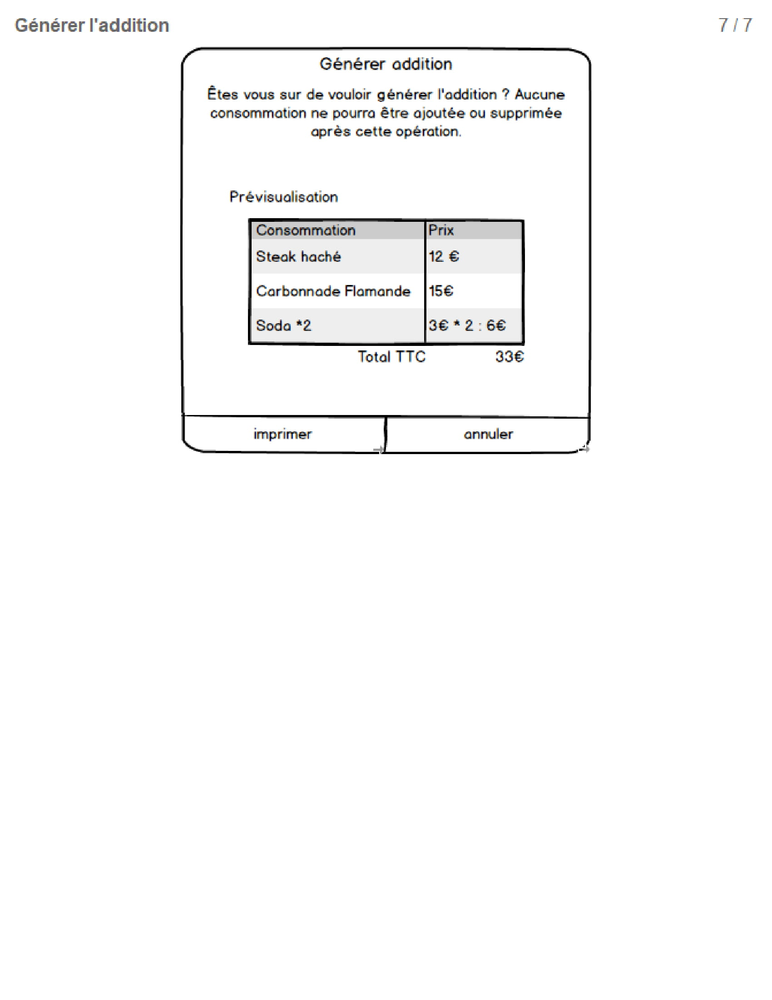 Générer l'addition 7 / 7
Générer addition
Êtes vous sur de vouloir générer l'addition ? Aucune
consommation ne pourra être ajoutée ou supprimée
après cette opération.
Prévisualisation
Consommation Prix
Steak haché 12 €
Carbonnade Flamande 15€
Soda *2 3€ * 2 : 6€
Total TTC 33€
imprimer annuler